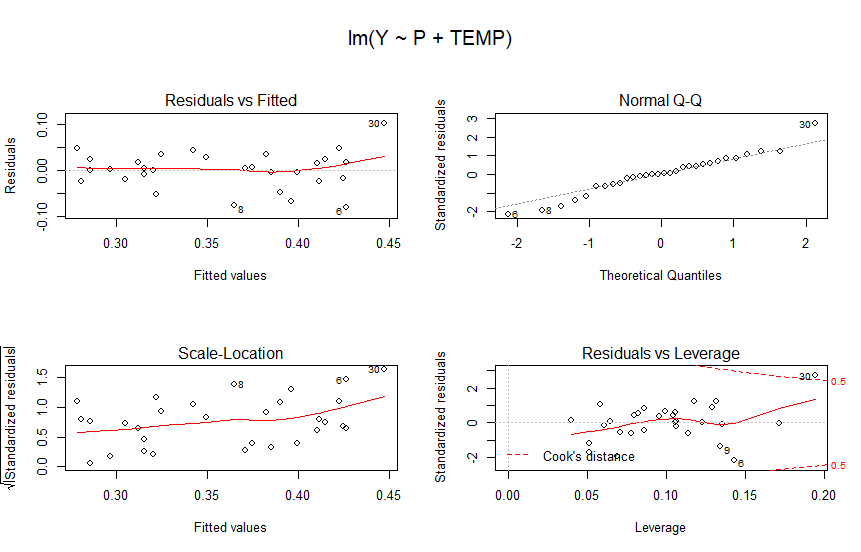 lm(Y ~ P + TEMP)
Residuals vs Fitted
Residuals
-0.10 0.00 0.10
30
8
6
0.30 0.35 0.40 0.45
Fitted values
Normal Q-Q
Standardized residuals
-2 0 1 2 3
30
8
6
-2 -1 0 1 2
Theoretical Quantiles
Scale-Location
√|Standardized residuals|
0.0 0.5 1.0 1.5
30
6
8
0.30 0.35 0.40 0.45
Fitted values
Residuals vs Leverage
Standardized residuals
-2 0 2
30
0.5
9
6
Cook's distance
0.5
0.00 0.05 0.10 0.15 0.20
Leverage